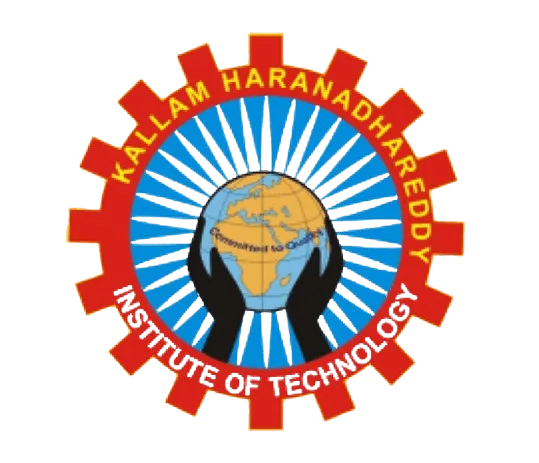 KALLAM HARANADHAREDDY
Committed to Quality
INSTITUTE OF TECHNOLOGY